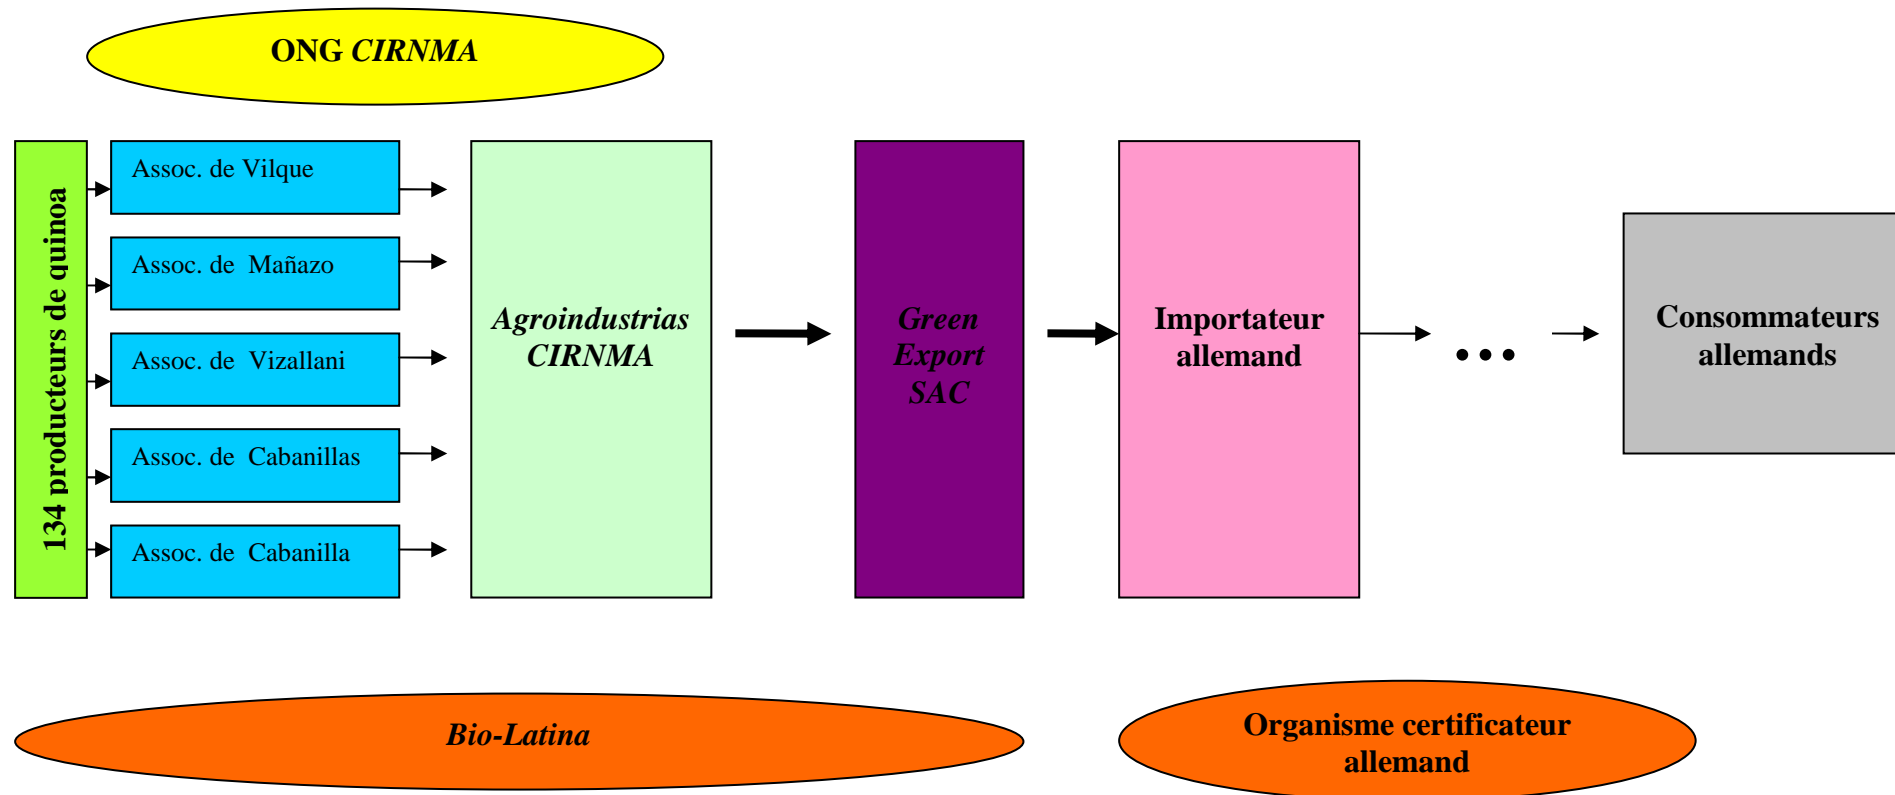 ONG CIRNMA
134 producteurs de quinoa
Assoc. de Vilque
Assoc. de Mañazo
Assoc. de Vizallani
Assoc. de Cabanillas
Assoc. de Cabanilla
Agroindustrias
CIRNMA
Green
Export
SAC
Importateur
allemand
...
Consommateurs
allemands
Bio-Latina
Organisme certificateur
allemand